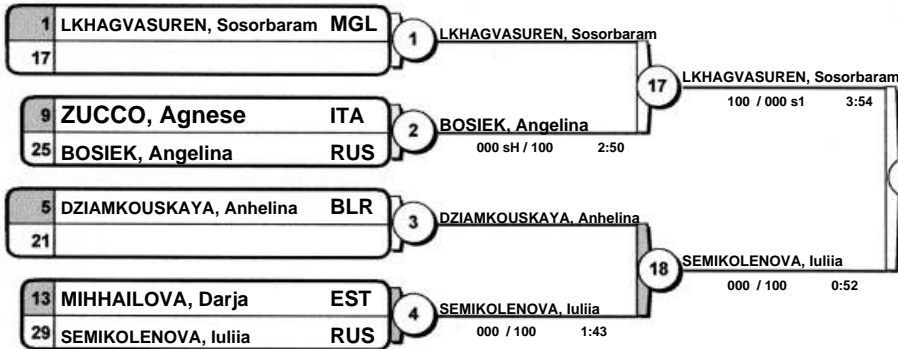 1 LKHAGVASUREN, Sosorbaram MGL
17
1
LKHAGVASUREN, Sosorbaram
9 ZUCCO, Agnese ITA
25 BOSIEK, Angelina RUS
2
BOSIEK, Angelina
000 sH / 100 2:50
17
LKHAGVASUREN, Sosorbaram
100 / 000 s1 3:54
5 DZIAMKOUSKAYA, Anhelina BLR
21
3
DZIAMKOUSKAYA, Anhelina
13 MIHHAILOVA, Darja EST
29 SEMIKOLENOVA, Iuliia RUS
4
SEMIKOLENOVA, Iuliia
000 / 100 1:43
18
SEMIKOLENOVA, Iuliia
000 / 100 0:52